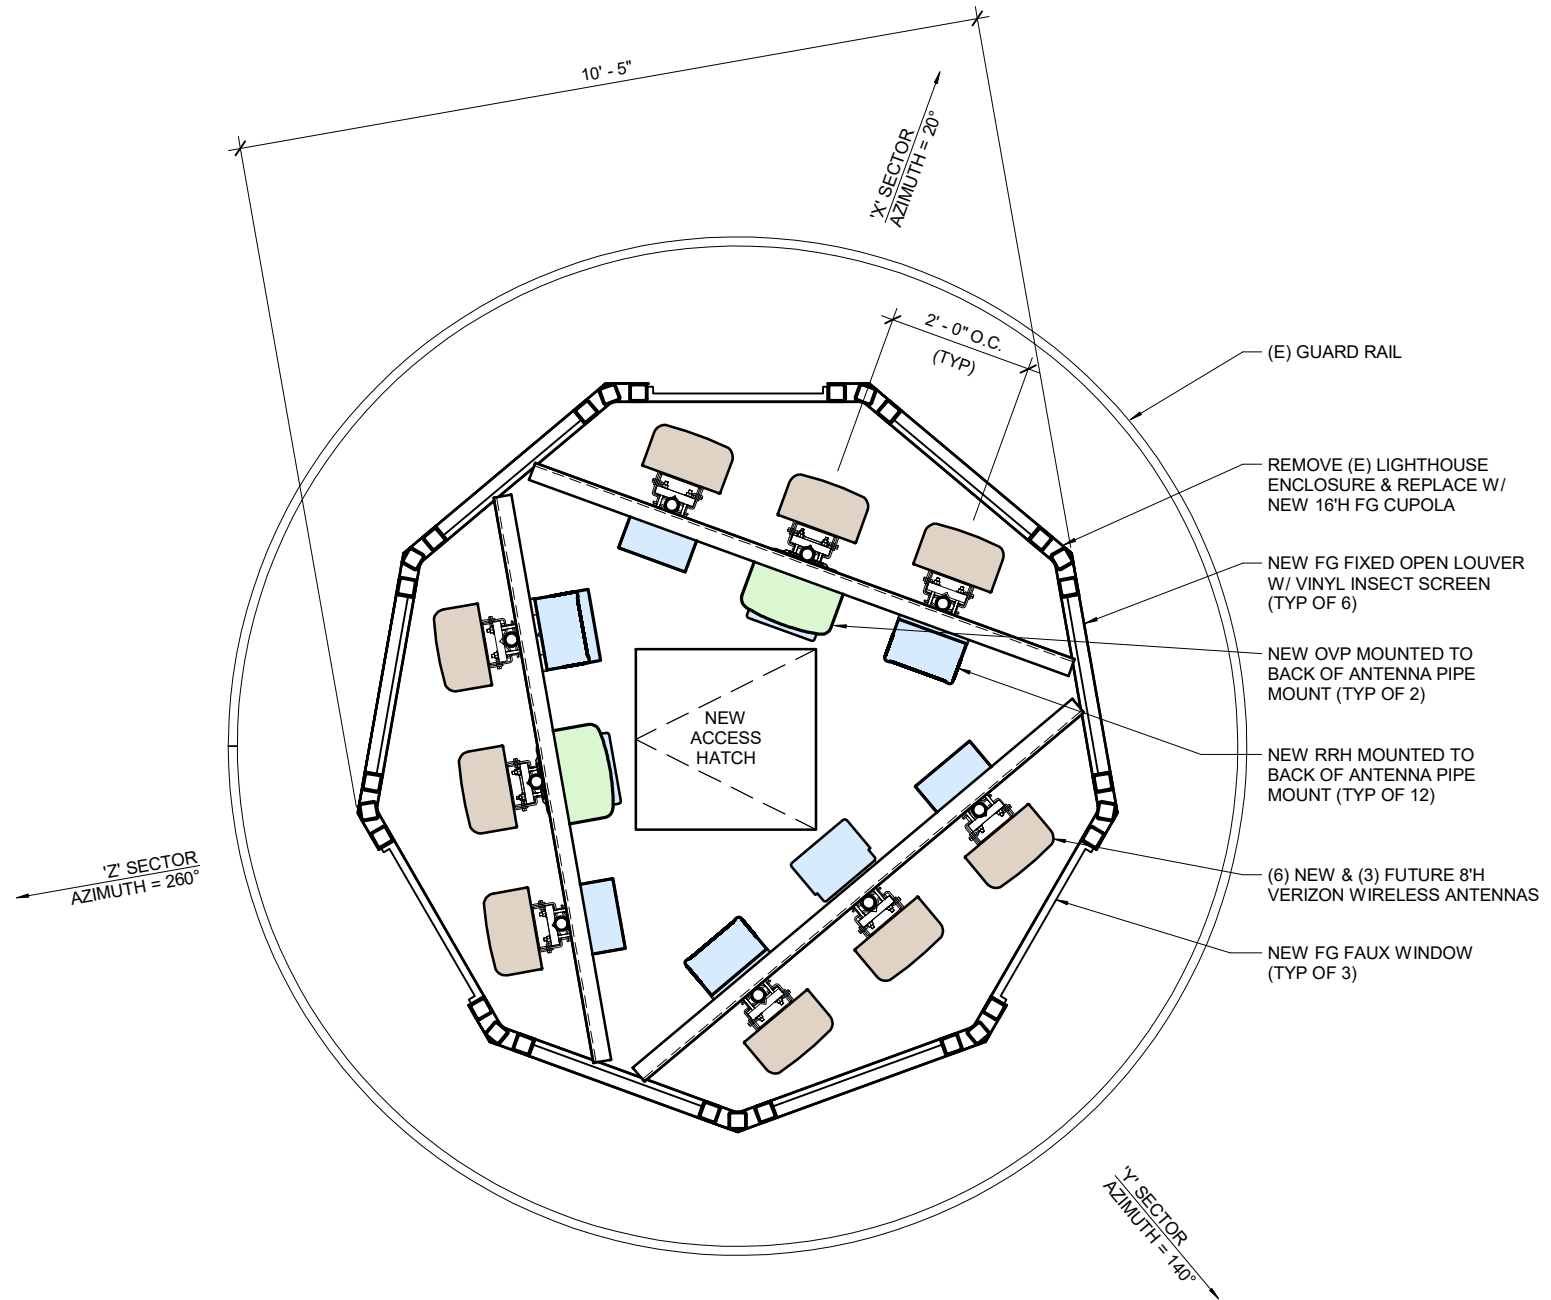 10' - 5"
'X' SECTOR
AZIMUTH = 20°
2' - 0" O.C.
(TYP)
(E) GUARD RAIL
REMOVE (E) LIGHTHOUSE
ENCLOSURE & REPLACE W/
NEW 16'H FG CUPOLA
NEW FG FIXED OPEN LOUVER
W/ VINYL INSECT SCREEN
(TYP OF 6)
NEW OVP MOUNTED TO
BACK OF ANTENNA PIPE
MOUNT (TYP OF 2)
NEW
ACCESS
HATCH
NEW RRH MOUNTED TO
BACK OF ANTENNA PIPE
MOUNT (TYP OF 12)
'Z' SECTOR
AZIMUTH = 260°
(6) NEW & (3) FUTURE 8'H
VERIZON WIRELESS ANTENNAS
NEW FG FAUX WINDOW
(TYP OF 3)
'Y' SECTOR
AZIMUTH = 140°